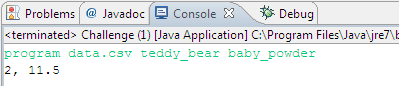 Problems @ Javadoc Console Debug
<terminated> Challenge (1) [Java Application] C:\Program Files\Java\jre7\b
program data.csv teddy_bear baby_powder
2, 11.5